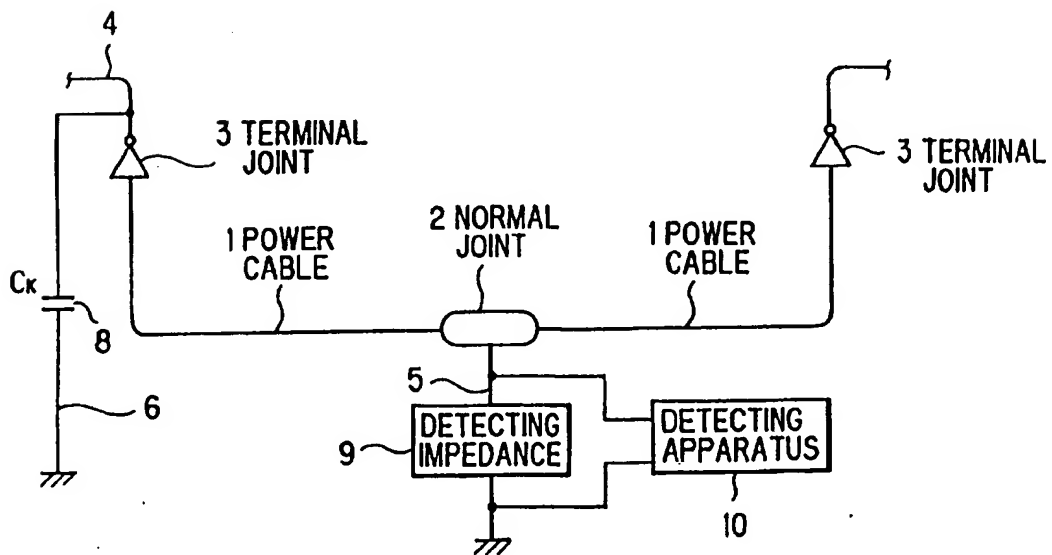 4
3 TERMINAL
JOINT
3 TERMINAL
JOINT
2 NORMAL
JOINT
1 POWER
CABLE
1 POWER
CABLE
CK
8
5
6
9
DETECTING
IMPEDANCE
DETECTING
APPARATUS
10